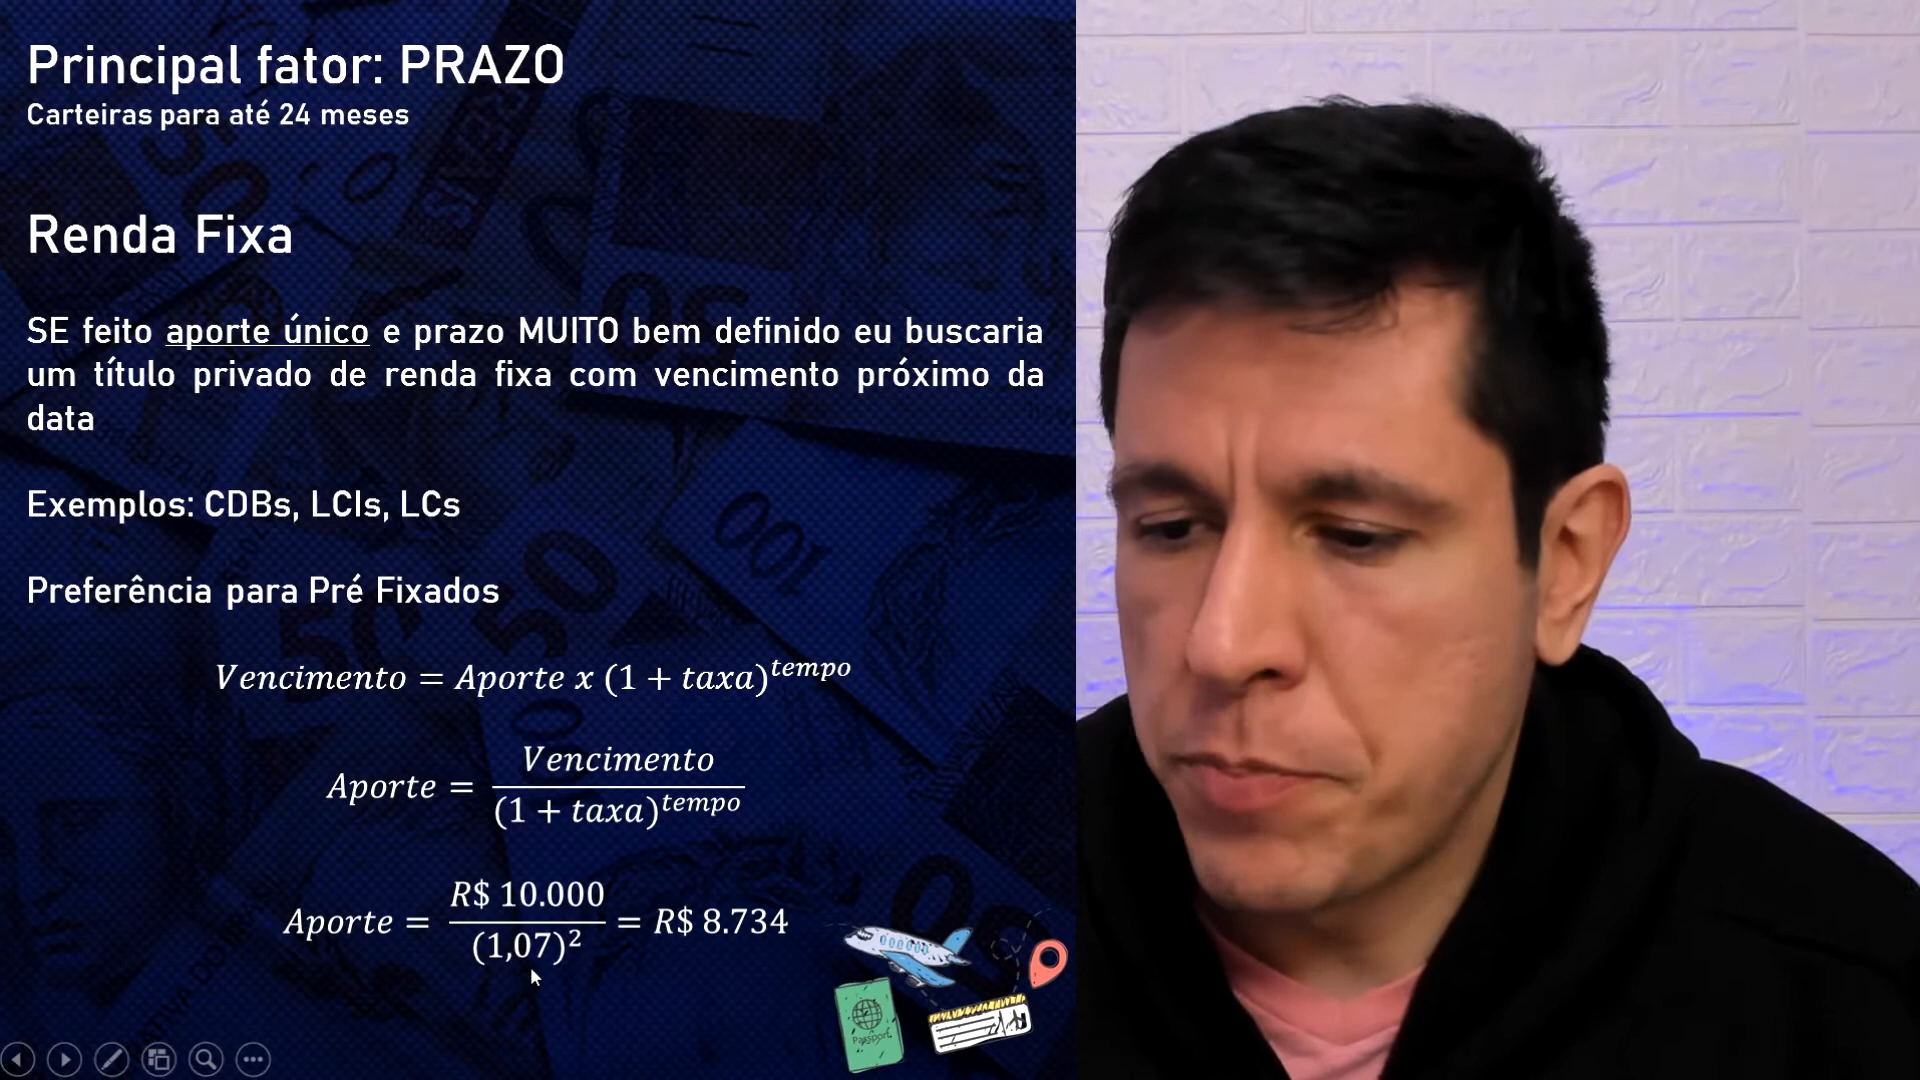 Principal fator: PRAZO
Carteiras para até 24 meses
Renda Fixa
SE feito aporte único e prazo MUITO bem definido eu buscaria
um título privado de renda fixa com vencimento próximo da
data
Exemplos: CDBs, LCIs, LCs
Preferência para Pré Fixados
Vencimento = Aporte x (1 + taxa)^tempo
Aporte = Vencimento / (1 + taxa)^tempo
Aporte = R$ 10.000 / (1,07)² = R$ 8.734
Passport